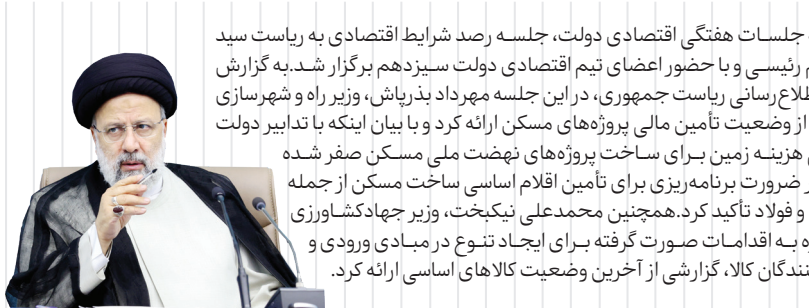 جلسات هفتگی اقتصادی دولت، جلسه رصد شرایط اقتصادی به ریاست سید
رئیسی و با حضور اعضای تیم اقتصادی دولت سیزدهم برگزار شد.به گزارش
طلاع‌رسانی ریاست جمهوری، در این جلسه مهرداد بذرپاش، وزیر راه و شهرسازی
از وضعیت تأمین مالی پروژه‌های مسکن ارائه کرد و با بیان اینکه با تدابیر دولت
هزینه زمین برای ساخت پروژه‌های نهضت ملی مسکن صفر شده
ضرورت برنامه‌ریزی برای تأمین اقلام اساسی ساخت مسکن از جمله
و فولاد تأکید کرد.همچنین محمدعلی نیکبخت، وزیر جهادکشاورزی
به اقدامات صورت گرفته برای ایجاد تنوع در مبادی ورودی و
کالا، گزارشی از آخرین وضعیت کالاهای اساسی ارائه کرد.